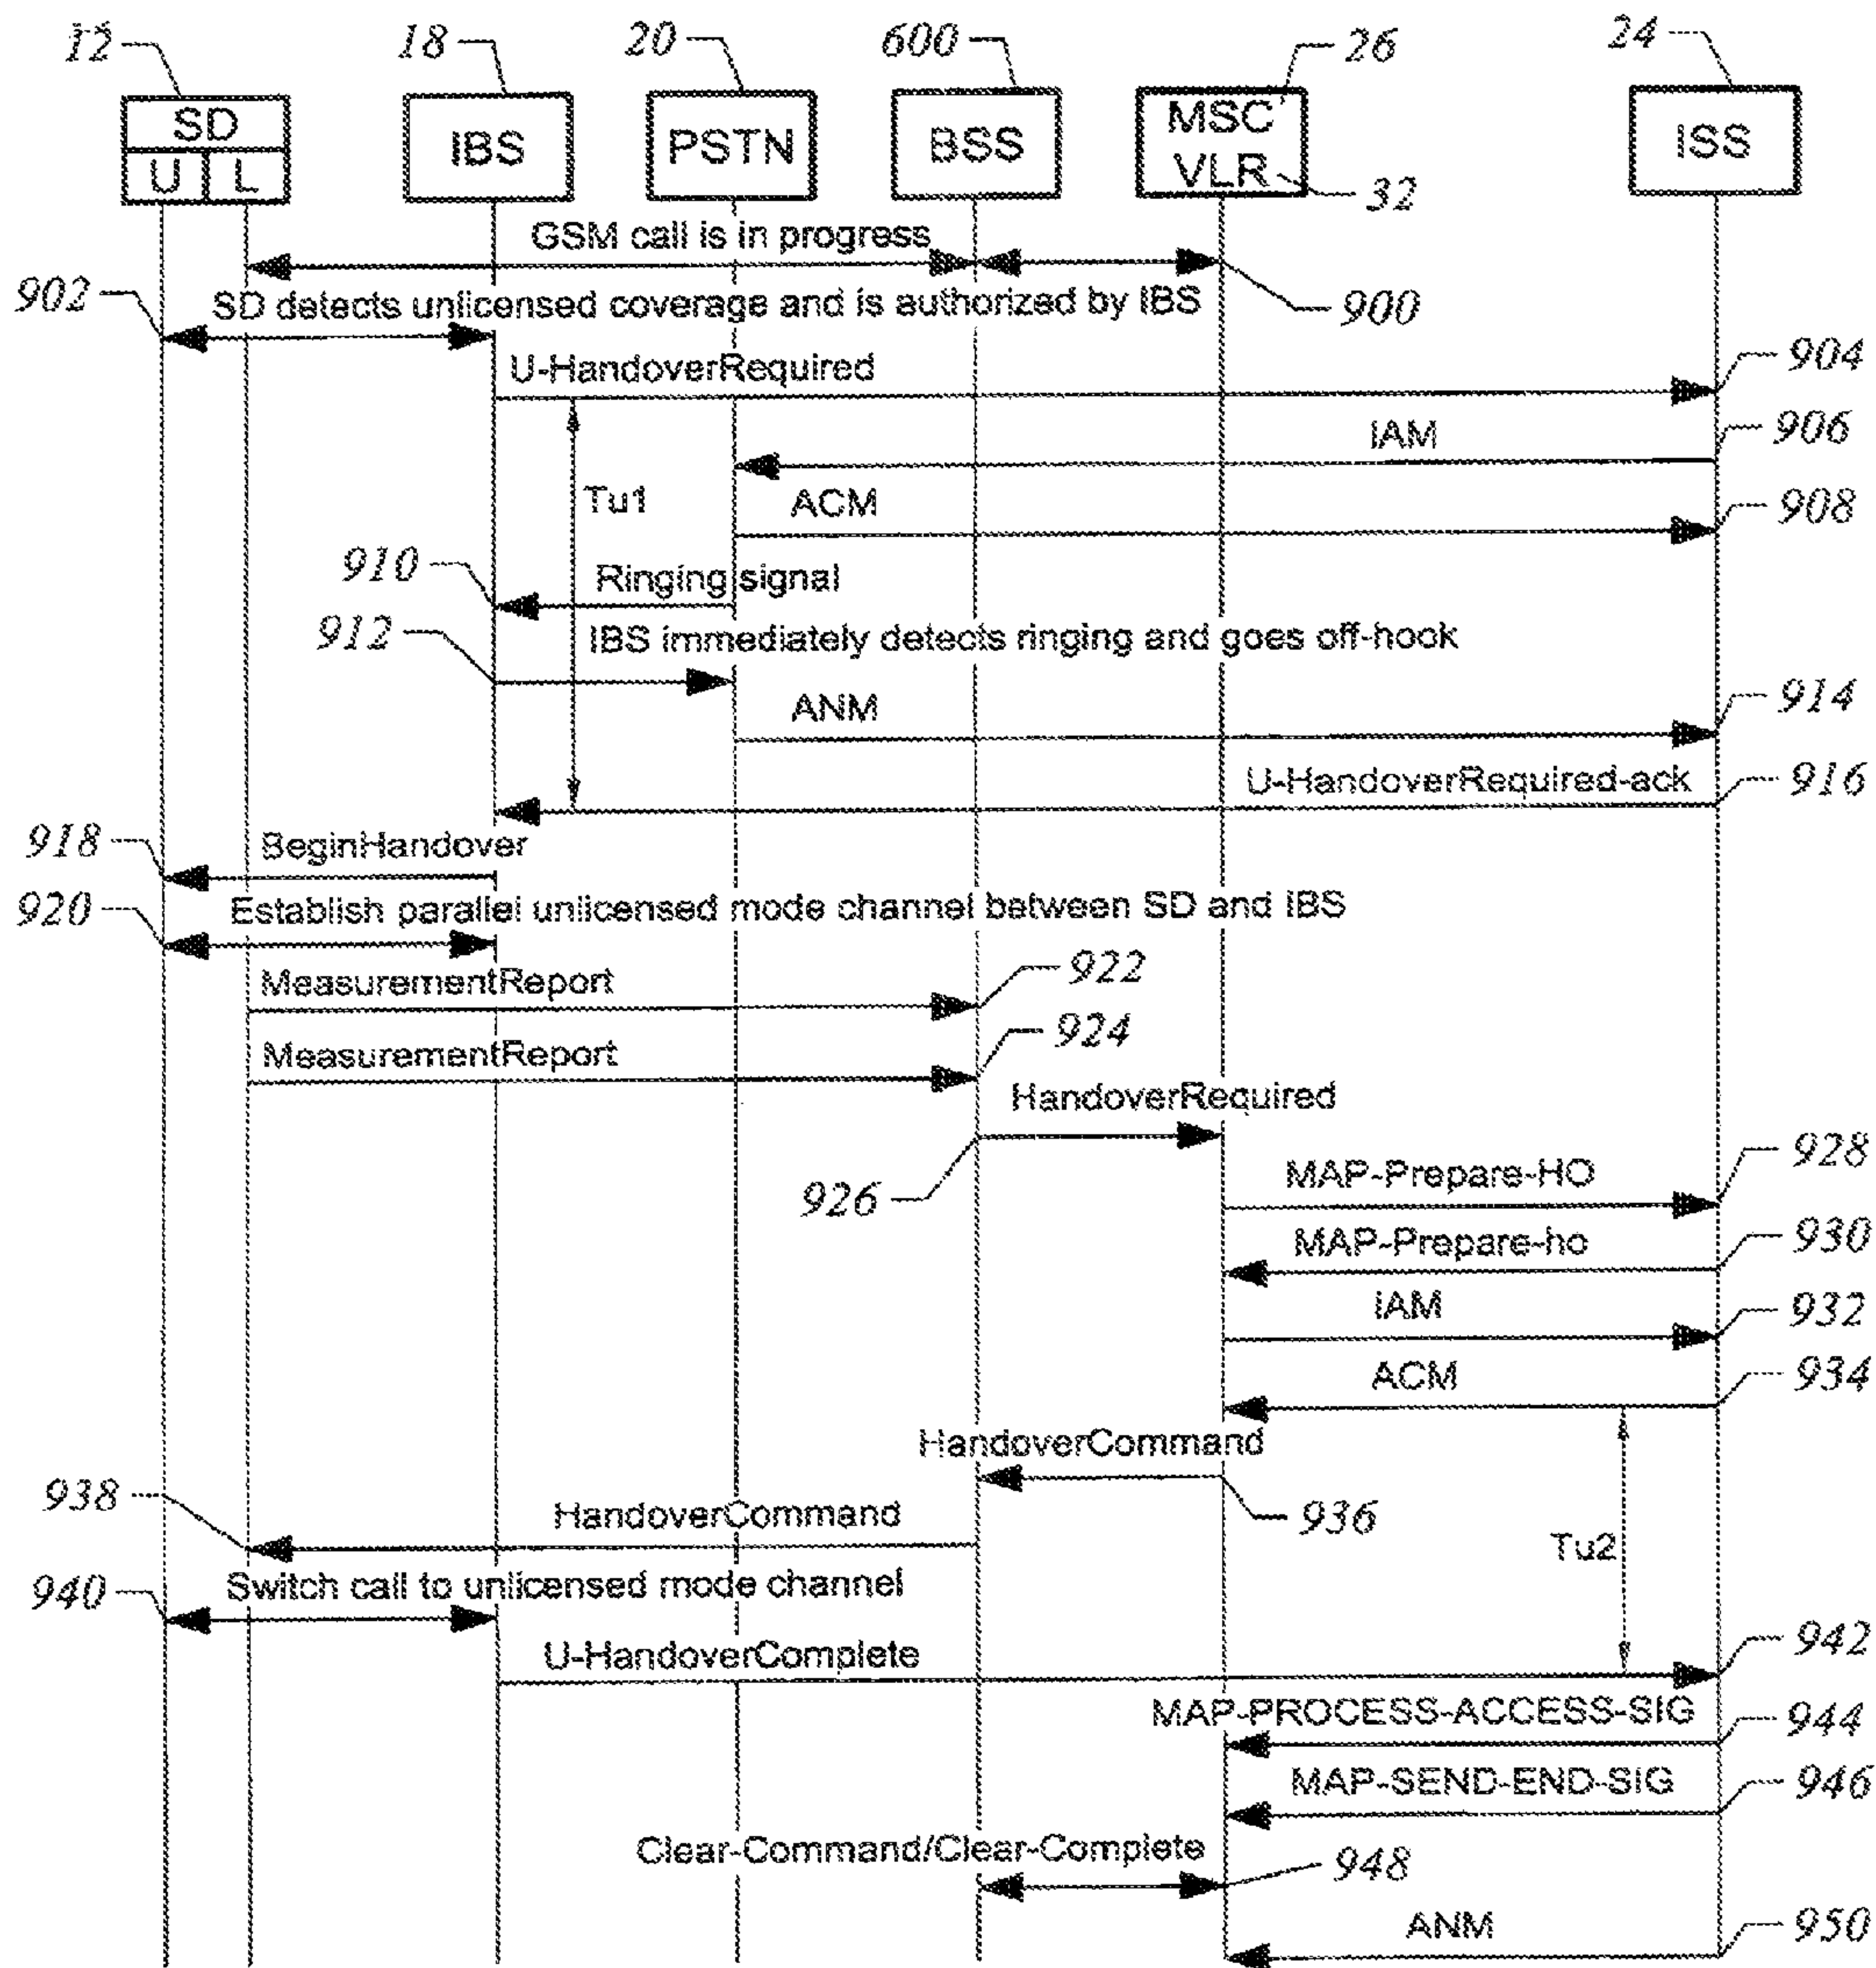 12 18 20 600 26 24
SD
U L
IBS
PSTN
BSS
MSC
VLR
32
ISS
GSM call is in progress
902
SD detects unlicensed coverage and is authorized by IBS
900
U-HandoverRequired
904
IAM
906
Tu1
ACM
908
910
Ringing signal
912
IBS immediately detects ringing and goes off-hook
ANM
914
U-HandoverRequired-ack
916
918
BeginHandover
920
Establish parallel unlicensed mode channel between SD and IBS
MeasurementReport
922
MeasurementReport
924
HandoverRequired
926
MAP-Prepare-HO
928
MAP-Prepare-ho
930
IAM
932
ACM
934
HandoverCommand
936
938
HandoverCommand
Tu2
940
Switch call to unlicensed mode channel
U-HandoverComplete
942
MAP-PROCESS-ACCESS-SIG
944
MAP-SEND-END-SIG
946
Clear-Command/Clear-Complete
948
ANM
950